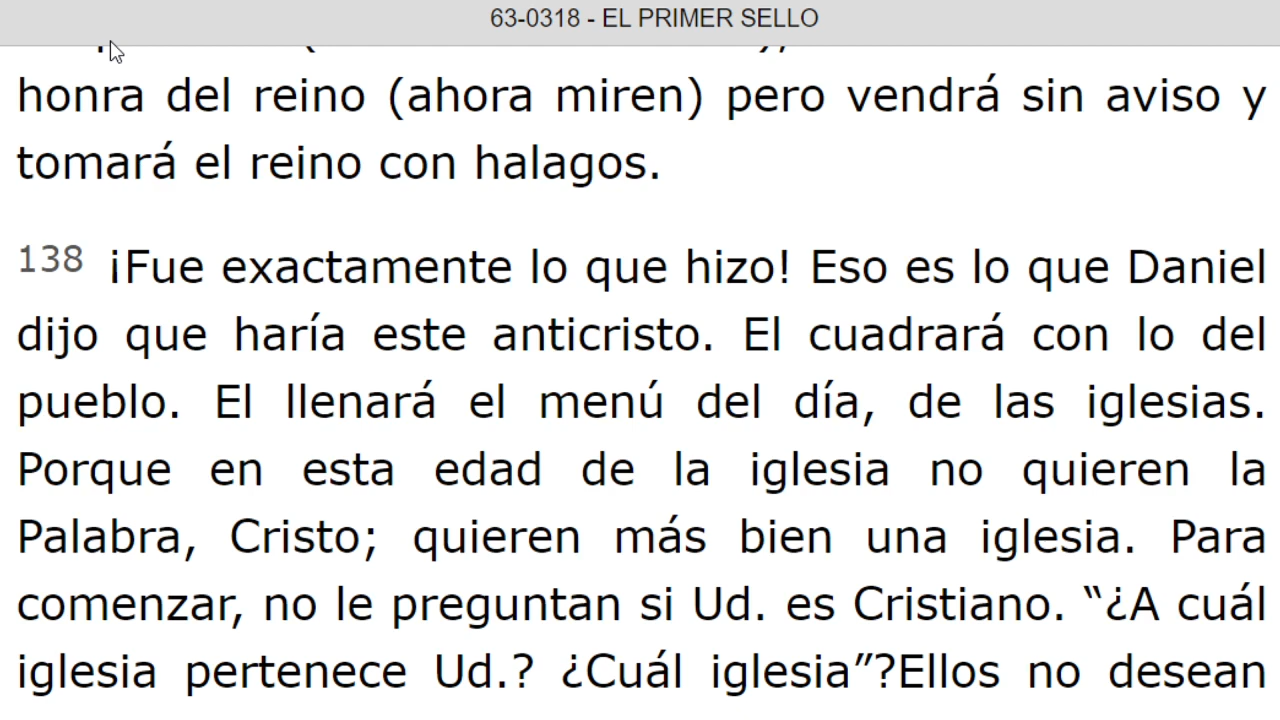 63-0318 - EL PRIMER SELLO
honra del reino (ahora miren) pero vendrá sin aviso y
tomará el reino con halagos.
138 ¡Fue exactamente lo que hizo! Eso es lo que Daniel
dijo que haría este anticristo. El cuadrará con lo del
pueblo. El llenará el menú del día, de las iglesias.
Porque en esta edad de la iglesia no quieren la
Palabra, Cristo; quieren más bien una iglesia. Para
comenzar, no le preguntan si Ud. es Cristiano. “¿A cuál
iglesia pertenece Ud.? ¿Cuál iglesia”?Ellos no desean